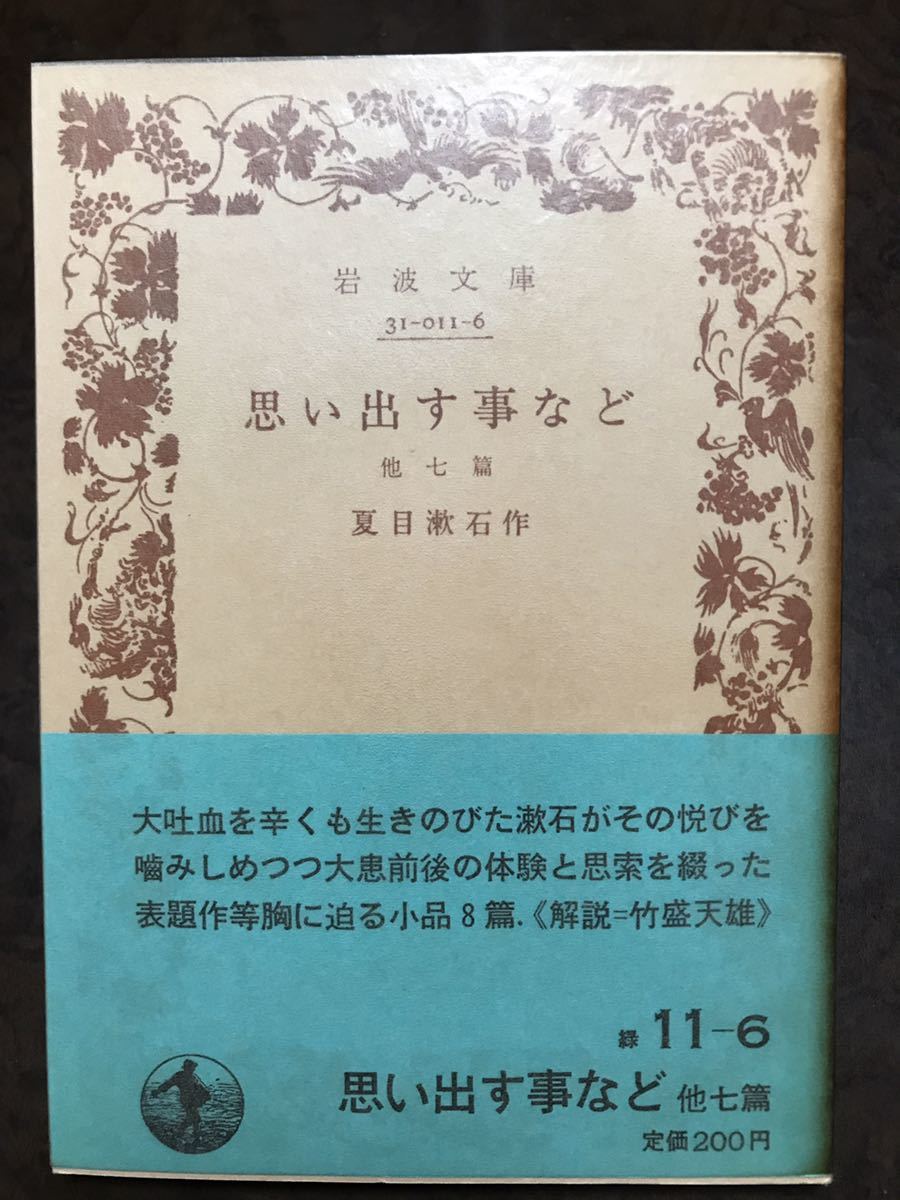 岩波文庫
31-011-6
思い出す事など
他七篇
夏目漱石作
大吐血を辛くも生きのびた漱石がその悦びを
嚙みしめつつ大患前後の体験と思索を綴った
表題作等胸に迫る小品8篇.《解説=竹盛天雄》
緑 11-6
思い出す事など 他七篇
定価200円